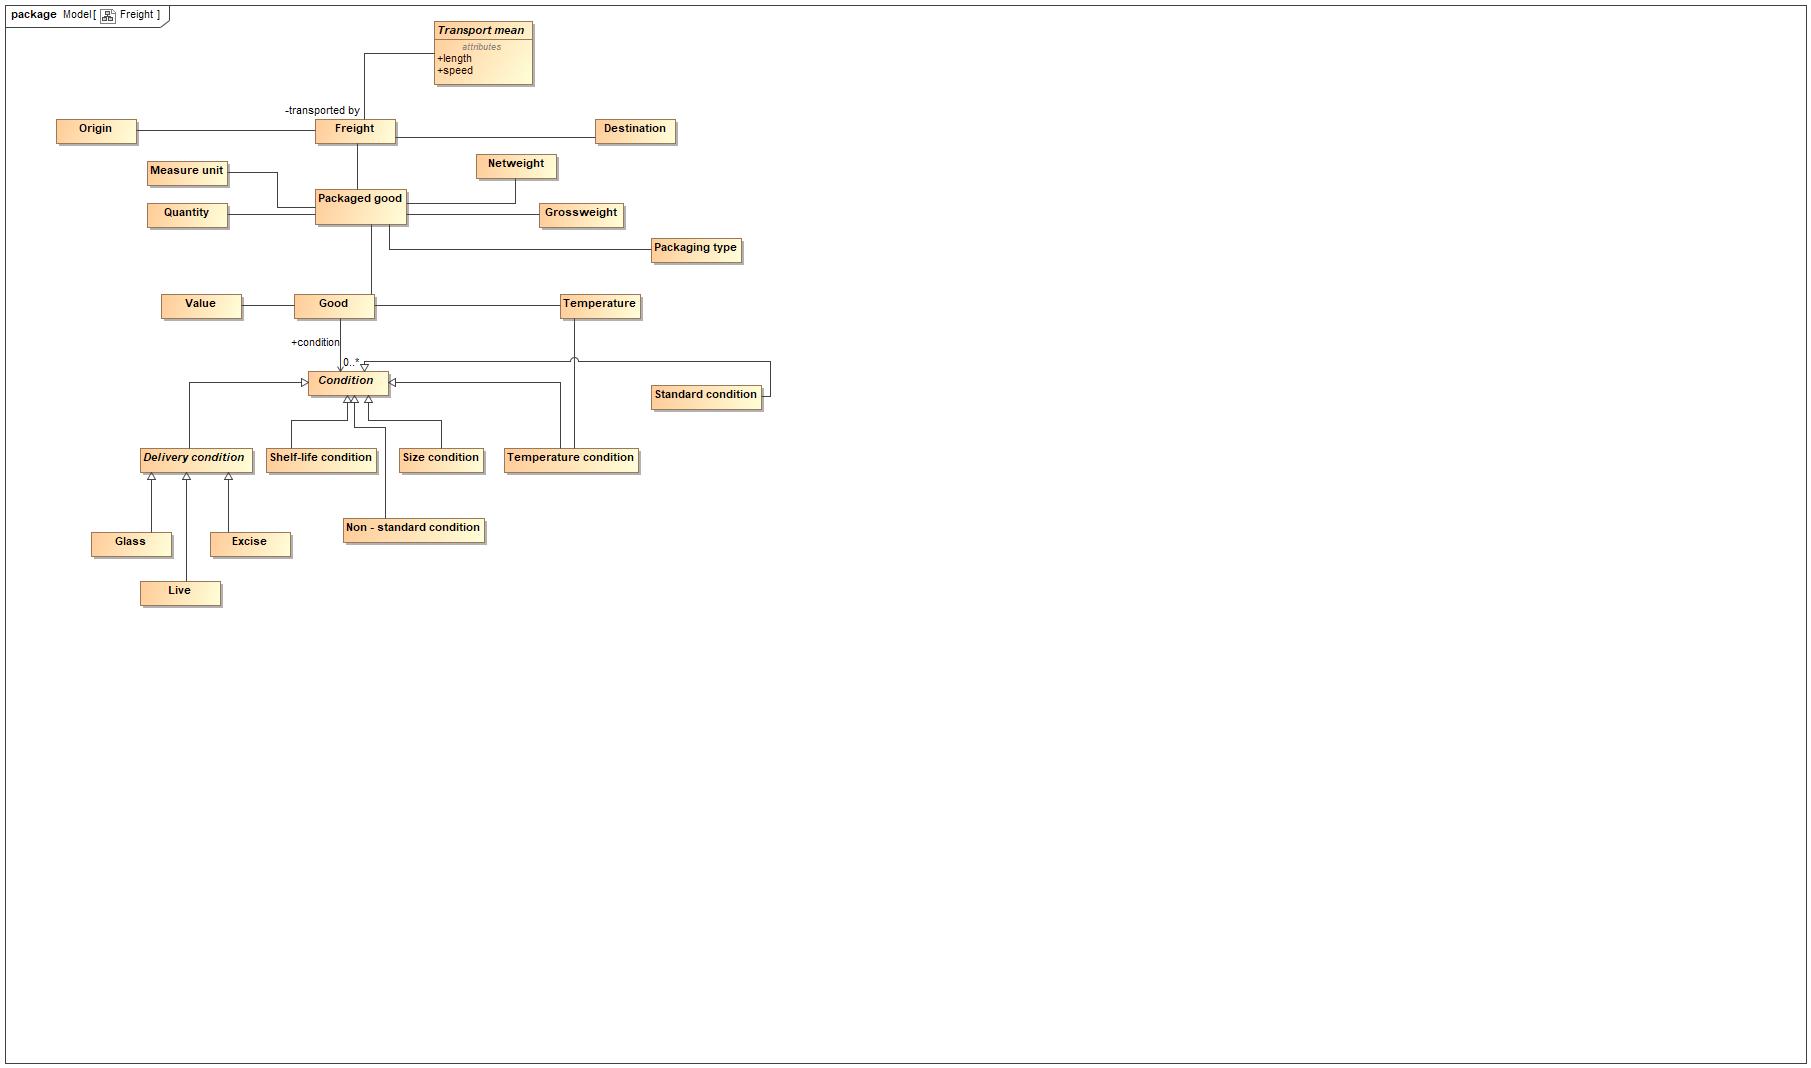 package Model[ Freight ]
Transport mean
attributes
+length
+speed
-transported by
Origin
Freight
Destination
Measure unit
Netweight
Packaged good
Quantity
Grossweight
Packaging type
Value
Good
Temperature
+condition
0..*
Condition
Standard condition
Delivery condition
Shelf-life condition
Size condition
Temperature condition
Non - standard condition
Glass
Excise
Live